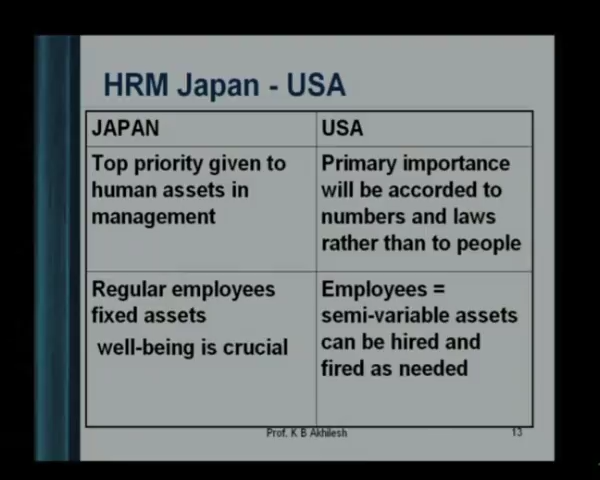 HRM Japan - USA
JAPAN
USA
Top priority given to
human assets in
management
Primary importance
will be accorded to
numbers and laws
rather than to people
Regular employees
fixed assets
well-being is crucial
Employees =
semi-variable assets
can be hired and
fired as needed
Prof. K B Akhilesh
13